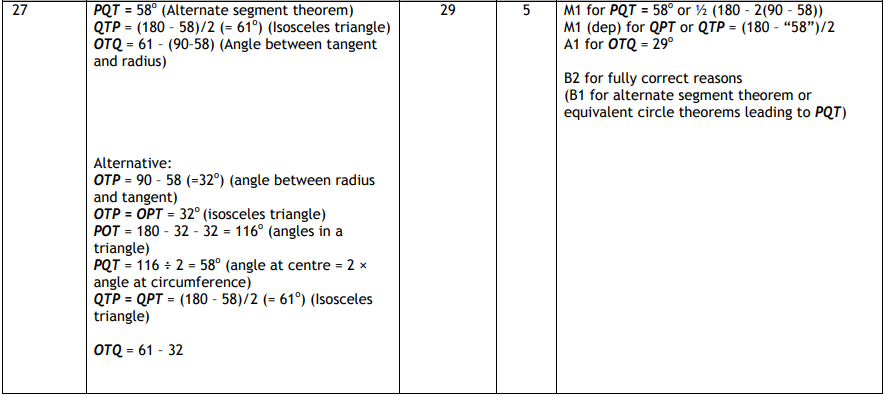 27
PQT = 58° (Alternate segment theorem)
QTP = (180 – 58)/2 (= 61°) (Isosceles triangle)
OTQ = 61 – (90-58) (Angle between tangent
and radius)
Alternative:
OTP = 90 – 58 (=32°) (angle between radius
and tangent)
OTP = OPT = 32° (isosceles triangle)
POT = 180 – 32 – 32 = 116° (angles in a
triangle)
PQT = 116 ÷ 2 = 58° (angle at centre = 2 ×
angle at circumference)
QTP = QPT = (180 – 58)/2 (= 61°) (Isosceles
triangle)
OTQ = 61 – 32
29
5
M1 for PQT = 58° or ½ (180 – 2(90 – 58))
M1 (dep) for QPT or QTP = (180 – “58”)/2
A1 for OTQ = 29°
B2 for fully correct reasons
(B1 for alternate segment theorem or
equivalent circle theorems leading to PQT)